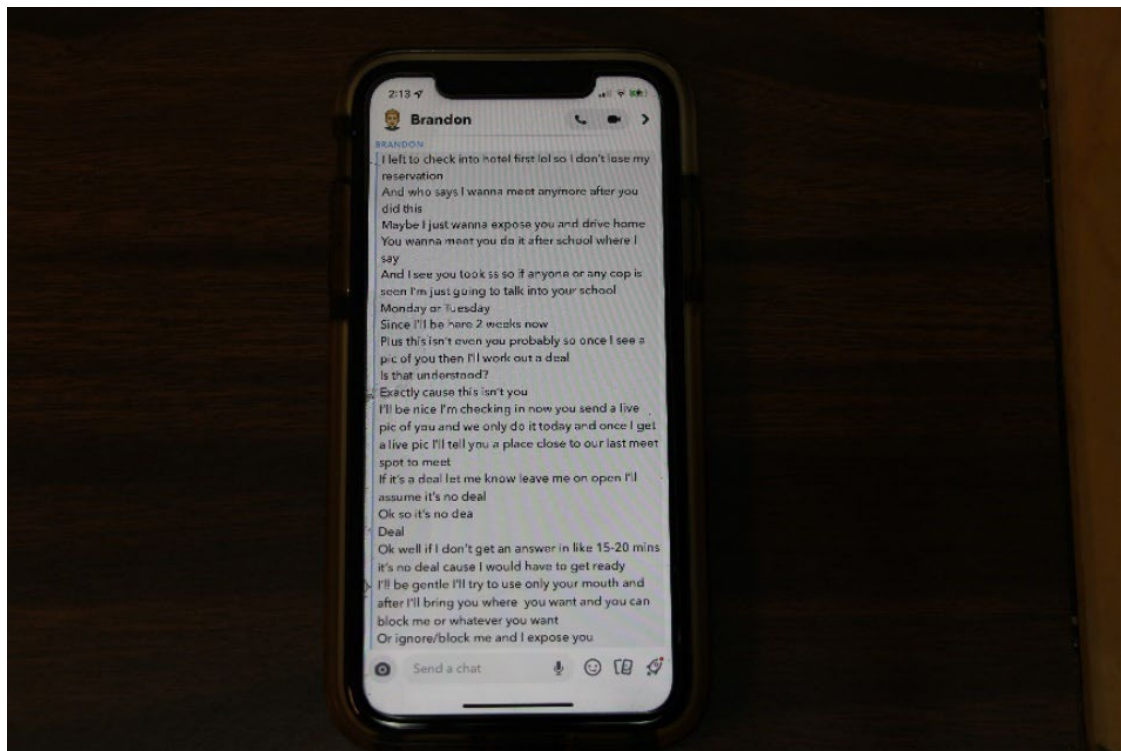 2:13
Brandon
BRANDON
I left to check into hotel first lol so I don't lose my
reservation
And who says I wanna meet anymore after you
did this
Maybe I just wanna expose you and drive home
You wanna meet you do it after school where I
say
And I see you took ss so if anyone or any cop is
seen I'm just going to talk into your school
Monday or Tuesday
Since I'll be here 2 weeks now
Plus this isn't even you probably so once I see a
pic of you then I'll work out a deal
Is that understood?
Exactly cause this isn't you
I'll be nice I'm checking in now you send a live
pic of you and we only do it today and once I get
a live pic I'll tell you a place close to our last meet
spot to meet
If it's a deal let me know leave me on open I'll
assume it's no deal
Ok so it's no dea
Deal
Ok well if I don't get an answer in like 15-20 mins
it's no deal cause I would have to get ready
I'll be gentle I'll try to use only your mouth and
after I'll bring you where you want and you can
block me or whatever you want
Or ignore/block me and I expose you
Send a chat